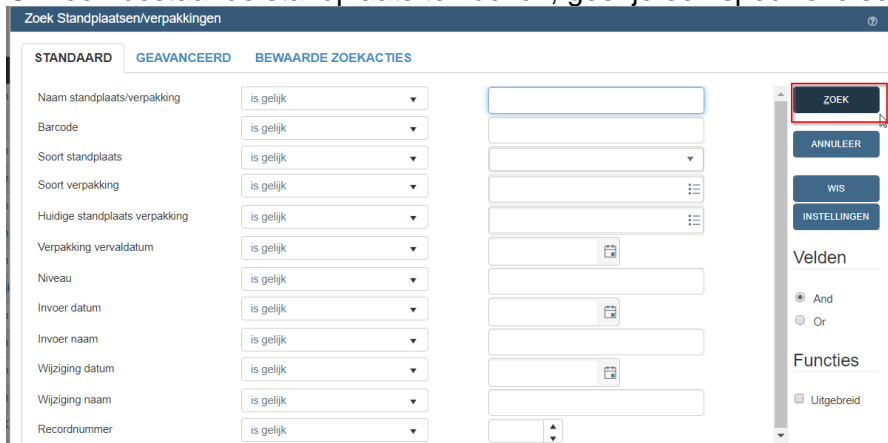 Zoek Standplaatsen/verpakkingen
STANDAARD GEAVANCEERD BEWAARDE ZOEKACTIES
Naam standplaats/verpakking is gelijk ZOEK
Barcode is gelijk
ANNULEER
Soort standplaats is gelijk
Soort verpakking is gelijk WIS
Huidige standplaats verpakking is gelijk INSTELLINGEN
Verpakking vervaldatum is gelijk Velden
Niveau is gelijk
And
Invoer datum is gelijk
Or
Invoer naam is gelijk
Functies
Wijziging datum is gelijk
Wijziging naam is gelijk Uitgebreid
Recordnummer is gelijk